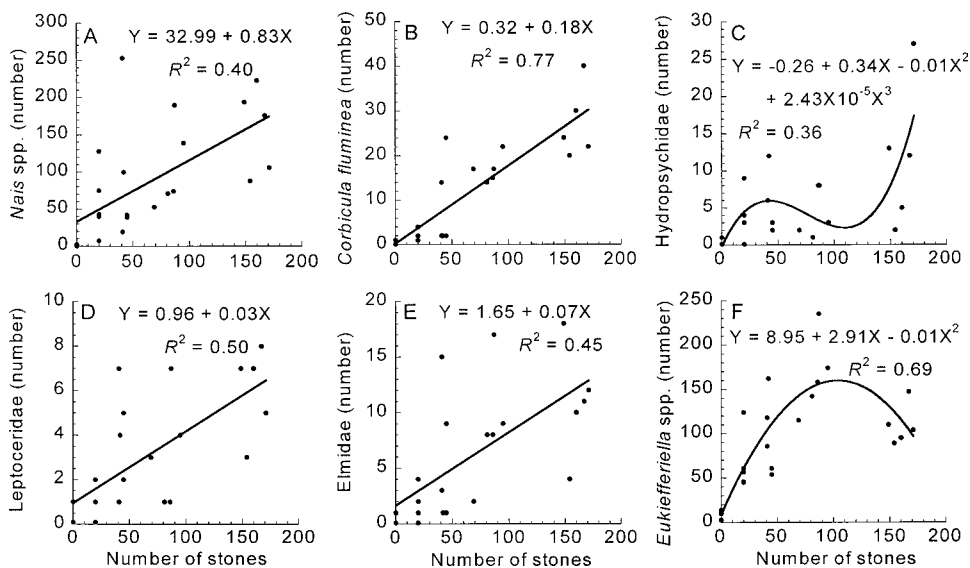 A
Y = 32.99 + 0.83X
R² = 0.40
Nais spp. (number)
300
250
200
150
100
50
0
0 50 100 150 200
B
Y = 0.32 + 0.18X
R² = 0.77
Corbicula fluminea (number)
50
40
30
20
10
0
0 50 100 150 200
C
Y = -0.26 + 0.34X - 0.01X²
+ 2.43X10⁻⁵X³
R² = 0.36
Hydropsychidae (number)
30
25
20
15
10
5
0
0 50 100 150 200
D
Y = 0.96 + 0.03X
R² = 0.50
Leptoceridae (number)
10
8
6
4
2
0
0 50 100 150 200
Number of stones
E
Y = 1.65 + 0.07X
R² = 0.45
Elmidae (number)
20
15
10
5
0
0 50 100 150 200
Number of stones
F
Y = 8.95 + 2.91X - 0.01X²
R² = 0.69
Eukiefferiella spp. (number)
250
200
150
100
50
0
0 50 100 150 200
Number of stones